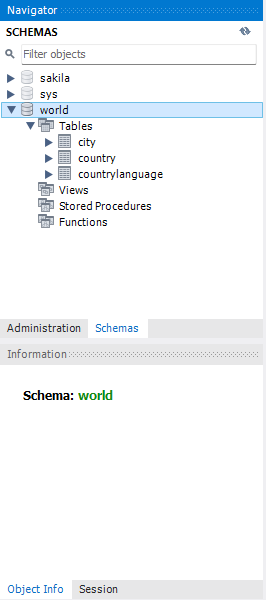 Navigator
SCHEMAS
Filter objects
sakila
sys
world
Tables
city
country
countrylanguage
Views
Stored Procedures
Functions
Administration Schemas
Information
Schema: world
Object Info Session